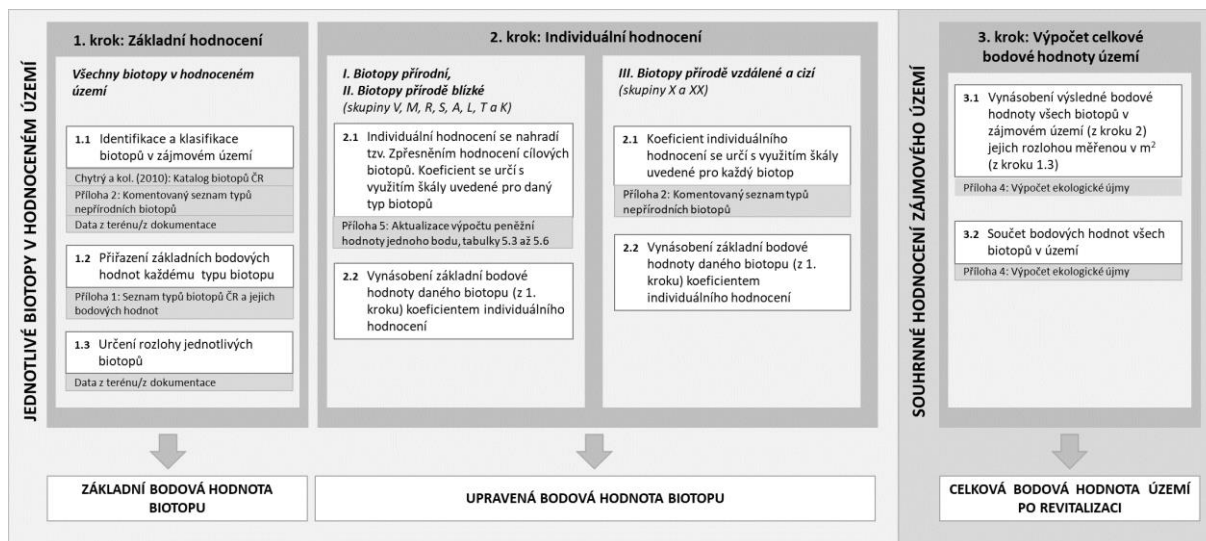 JEDNOTLIVÉ BIOTOPY V HODNOCENÉM ÚZEMÍ
1. krok: Základní hodnocení
Všechny biotopy v hodnoceném
území
1.1 Identifikace a klasifikace
biotopů v zájmovém území
Chytrý a kol. (2010): Katalog biotopů ČR
Příloha 2: Komentovaný seznam typů
nepřírodních biotopů
Data z terénu/z dokumentace
1.2 Přiřazení základních bodových
hodnot každému typu biotopu
Příloha 1: Seznam typů biotopů ČR a jejich
bodových hodnot
1.3 Určení rozlohy jednotlivých
biotopů
Data z terénu/z dokumentace
ZÁKLADNÍ BODOVÁ HODNOTA
BIOTOPU
2. krok: Individuální hodnocení
I. Biotopy přírodní,
II. Biotopy přírodě blízké
(skupiny V, M, R, S, A, L, T a K)
2.1 Individuální hodnocení se nahradí
tzv. Zpřesněním hodnocení cílových
biotopů. Koeficient se určí s
využitím škály uvedené pro daný
typ biotopů
Příloha 5: Aktualizace výpočtu peněžní
hodnoty jednoho bodu, tabulky 5.3 až 5.6
2.2 Vynásobení základní bodové
hodnoty daného biotopu (z 1.
kroku) koeficientem individuálního
hodnocení
III. Biotopy přírodě vzdálené a cizí
(skupiny X a XX)
2.1 Koeficient individuálního
hodnocení se určí s využitím škály
uvedené pro každý biotop
Příloha 2: Komentovaný seznam typů
nepřírodních biotopů
2.2 Vynásobení základní bodové
hodnoty daného biotopu (z 1.
kroku) koeficientem
individuálního hodnocení
UPRAVENÁ BODOVÁ HODNOTA BIOTOPU
SOUHRNNÉ HODNOCENÍ ZÁJMOVÉHO ÚZEMÍ
3. krok: Výpočet celkové
bodové hodnoty území
3.1 Vynásobení výsledné bodové
hodnoty všech biotopů v
zájmovém území (z kroku 2)
jejich rozlohou měřenou v m²
(z kroku 1.3)
Příloha 4: Výpočet ekologické újmy
3.2 Součet bodových hodnot všech
biotopů v území
Příloha 4: Výpočet ekologické újmy
CELKOVÁ BODOVÁ HODNOTA ÚZEMÍ
PO REVITALIZACI